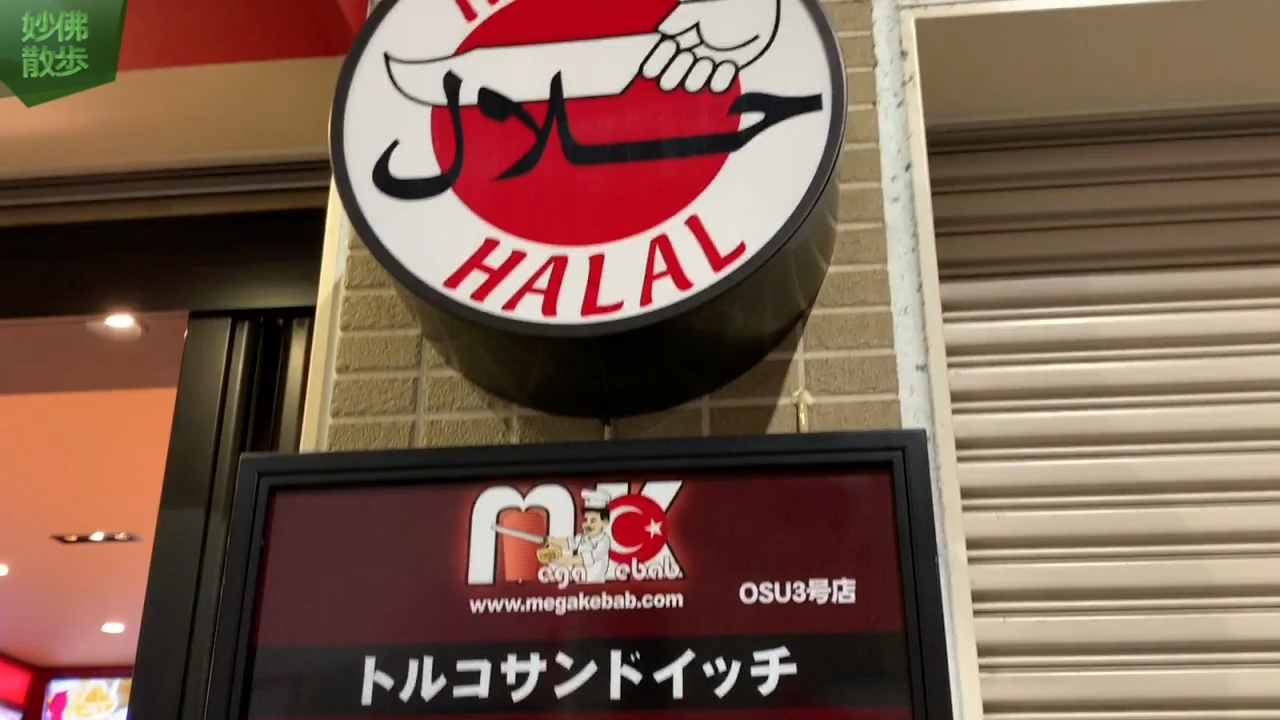 妙佛
散歩
حلال
HALAL
Mega Kebab
www.megakebab.com
OSU3号店
トルコサンドイッチ